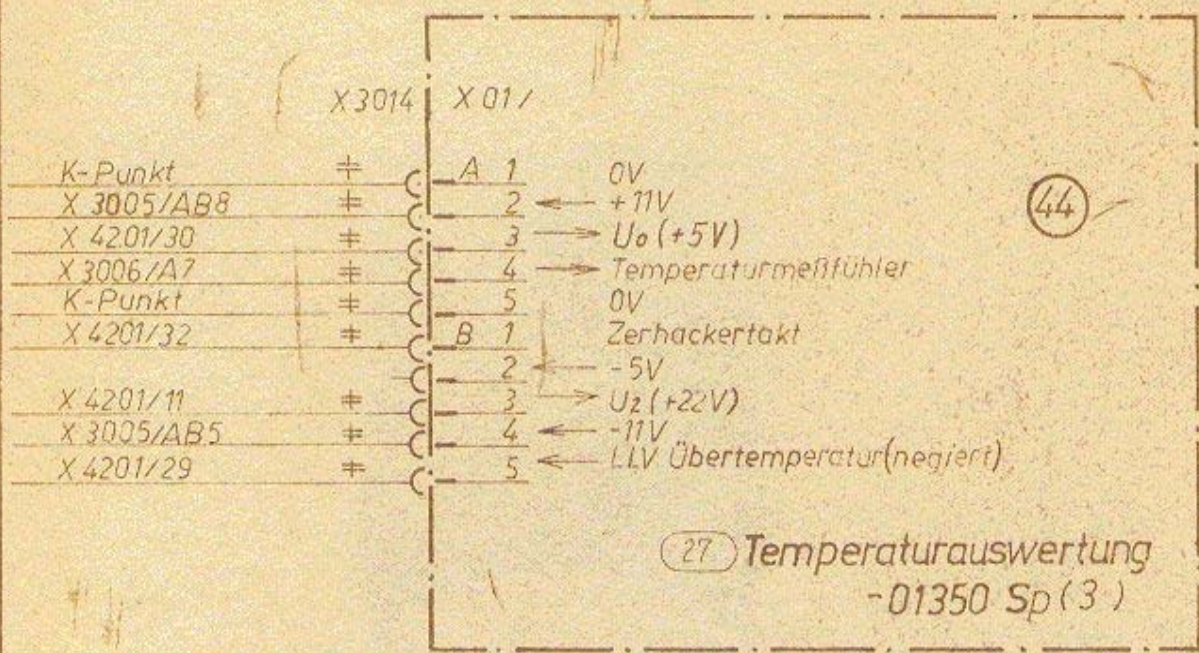 X 3014 X 01/
K-Punkt A 1 0V
X 3005/AB8 2 ← +11V
X 4201/30 3 → U₀ (+5V)
X 3006/A7 4 → Temperaturmeßfühler
K-Punkt 5 0V
X 4201/32 B 1 Zerhackertakt
2 ← -5V
X 4201/11 3 → U₂ (+22V)
X 3005/AB5 4 ← -11V
X 4201/29 5 ← LLV Übertemperatur(negiert)
44
27 Temperaturauswertung
-01350 Sp(3)